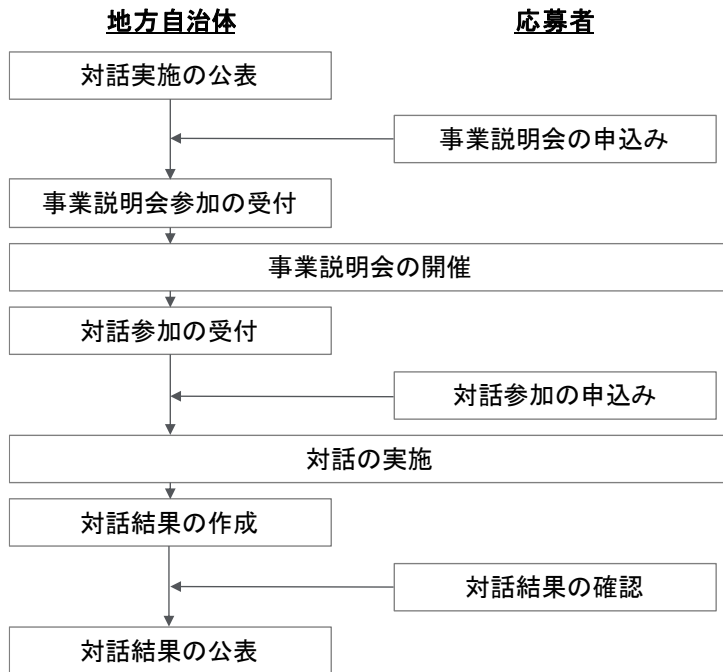 地方自治体
応募者
対話実施の公表
事業説明会の申込み
事業説明会参加の受付
事業説明会の開催
対話参加の受付
対話参加の申込み
対話の実施
対話結果の作成
対話結果の確認
対話結果の公表